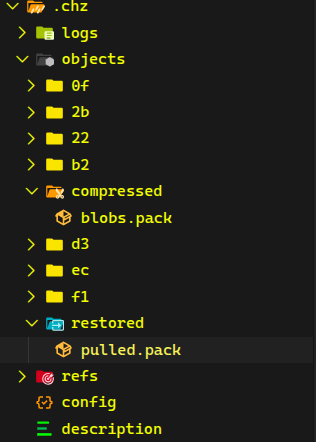 .chz
logs
objects
0f
2b
22
b2
compressed
blobs.pack
d3
ec
f1
restored
pulled.pack
refs
config
description